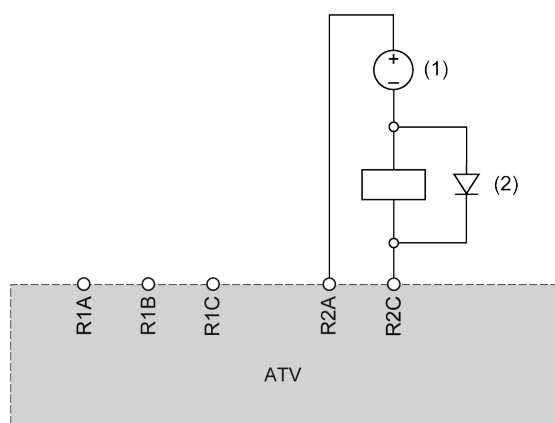 +
(1)
−
(2)
R1A
R1B
R1C
R2A
R2C
ATV